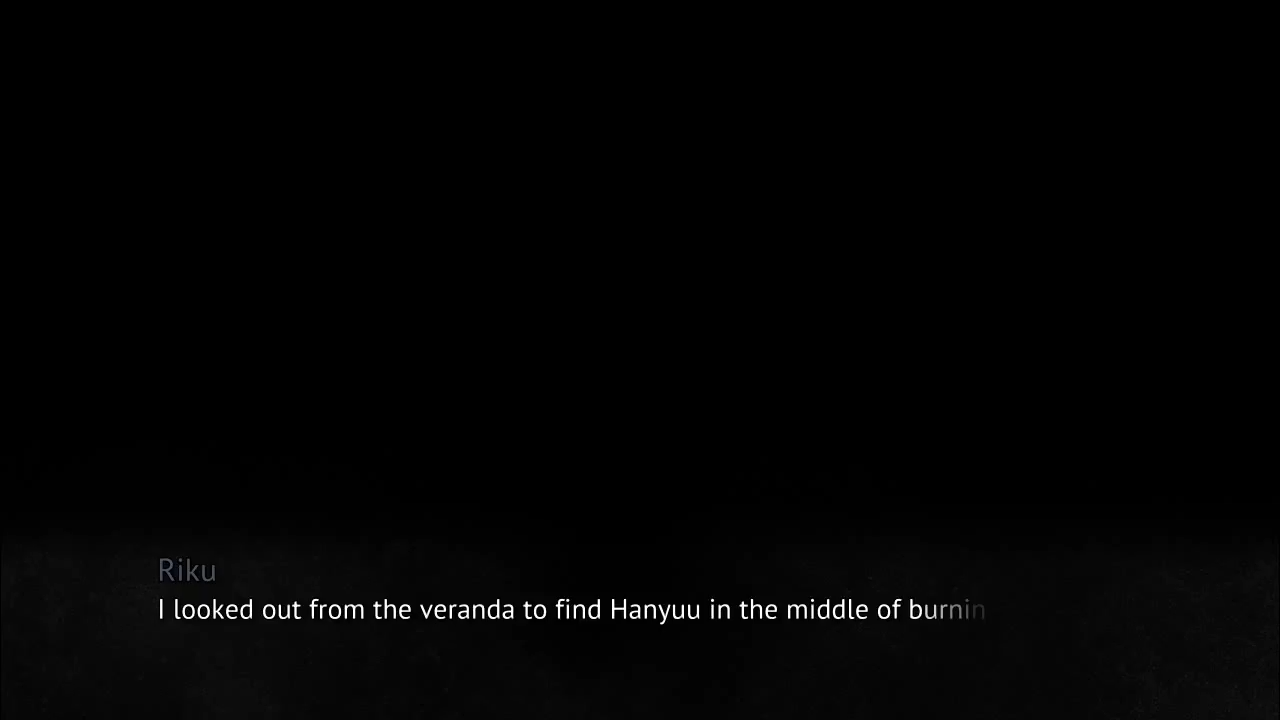 Riku
I looked out from the veranda to find Hanyuu in the middle of burnin